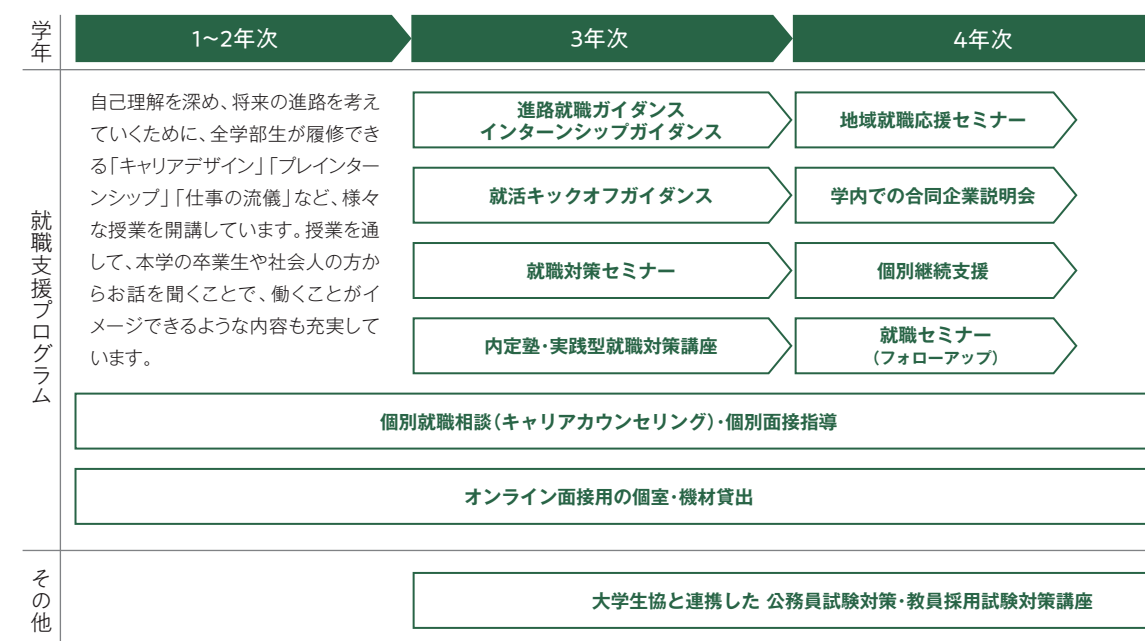 学年
1~2年次
3年次
4年次
就職支援プログラム
自己理解を深め、将来の進路を考え
ていくために、全学部生が履修でき
る「キャリアデザイン」「プレインター
ンシップ」「仕事の流儀」など、様々
な授業を開講しています。授業を通
して、本学の卒業生や社会人の方か
らお話を聞くことで、働くことがイ
メージできるような内容も充実して
います。
進路就職ガイダンス
インターンシップガイダンス
地域就職応援セミナー
就活キックオフガイダンス
学内での合同企業説明会
就職対策セミナー
個別継続支援
内定塾・実践型就職対策講座
就職セミナー
(フォローアップ)
個別就職相談(キャリアカウンセリング)・個別面接指導
オンライン面接用の個室・機材貸出
その他
大学生協と連携した 公務員試験対策・教員採用試験対策講座